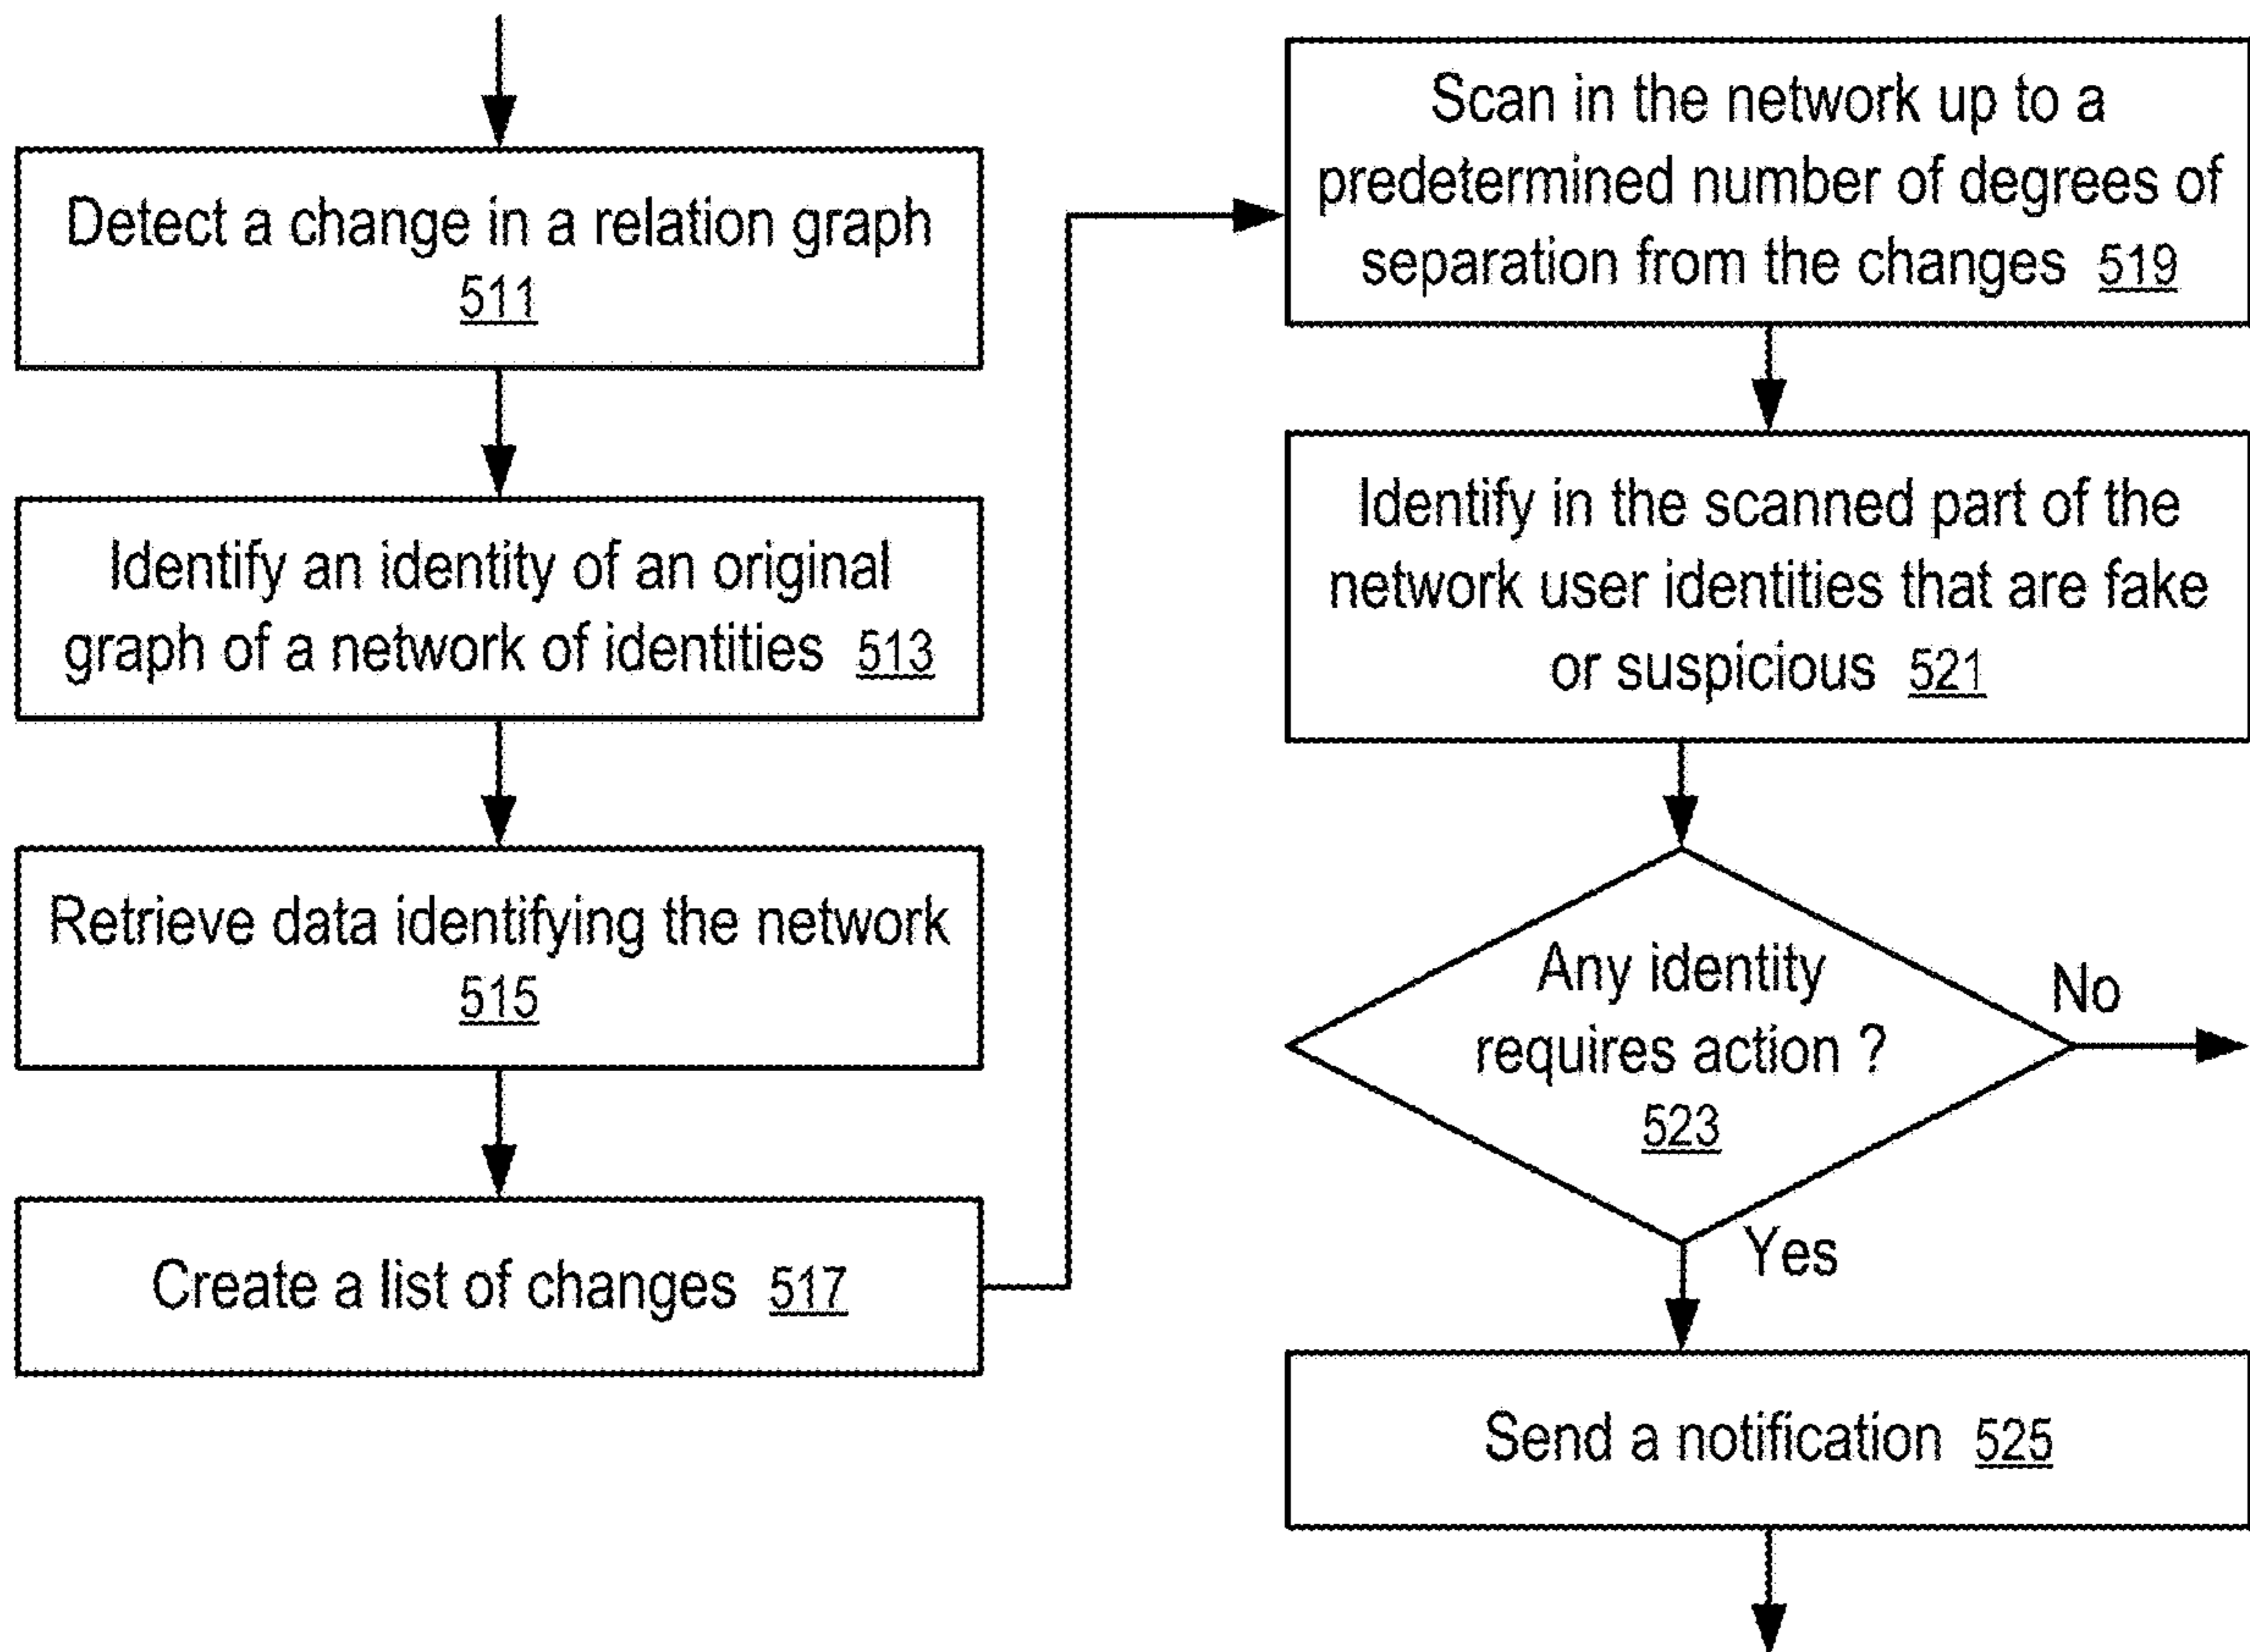 Detect a change in a relation graph
511
Identify an identity of an original
graph of a network of identities 513
Retrieve data identifying the network
515
Create a list of changes 517
Scan in the network up to a
predetermined number of degrees of
separation from the changes 519
Identify in the scanned part of the
network user identities that are fake
or suspicious 521
Any identity
requires action ?
523
No
Yes
Send a notification 525